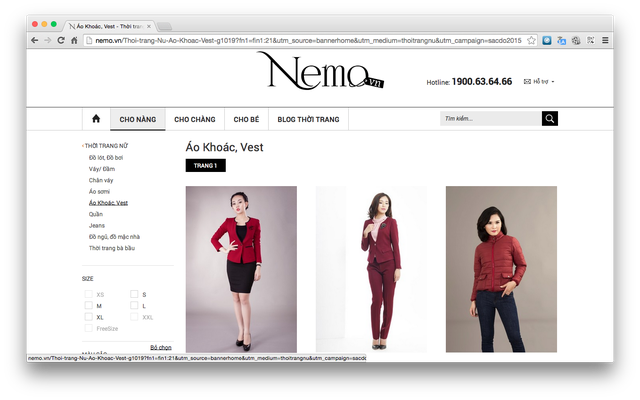 Áo Khoác, Vest - Thời tran
nemo.vn/Thoi-trang-Nu-Ao-Khoac-Vest-g1019?fn1=fin1:21&utm_source=bannerhome&utm_medium=thoitrangnu&utm_campaign=sacdo2015
Nemo.vn
Hotline: 1900.63.64.66
Hỗ trợ
CHO NÀNG
CHO CHÀNG
CHO BÉ
BLOG THỜI TRANG
Tìm kiếm...
THỜI TRANG NỮ
Đồ lót, Đồ bơi
Váy/ Đầm
Chân váy
Áo sơmi
Áo Khoác, Vest
Quần
Jeans
Đồ ngủ, đồ mặc nhà
Thời trang bà bầu
SIZE
XS
S
M
L
XL
XXL
FreeSize
Bỏ chọn
Áo Khoác, Vest
TRANG 1
nemo.vn/Thoi-trang-Nu-Ao-Khoac-Vest-g1019?fn1=fin1:21&utm_source=bannerhome&utm_medium=thoitrangnu&utm_campaign=sacdo